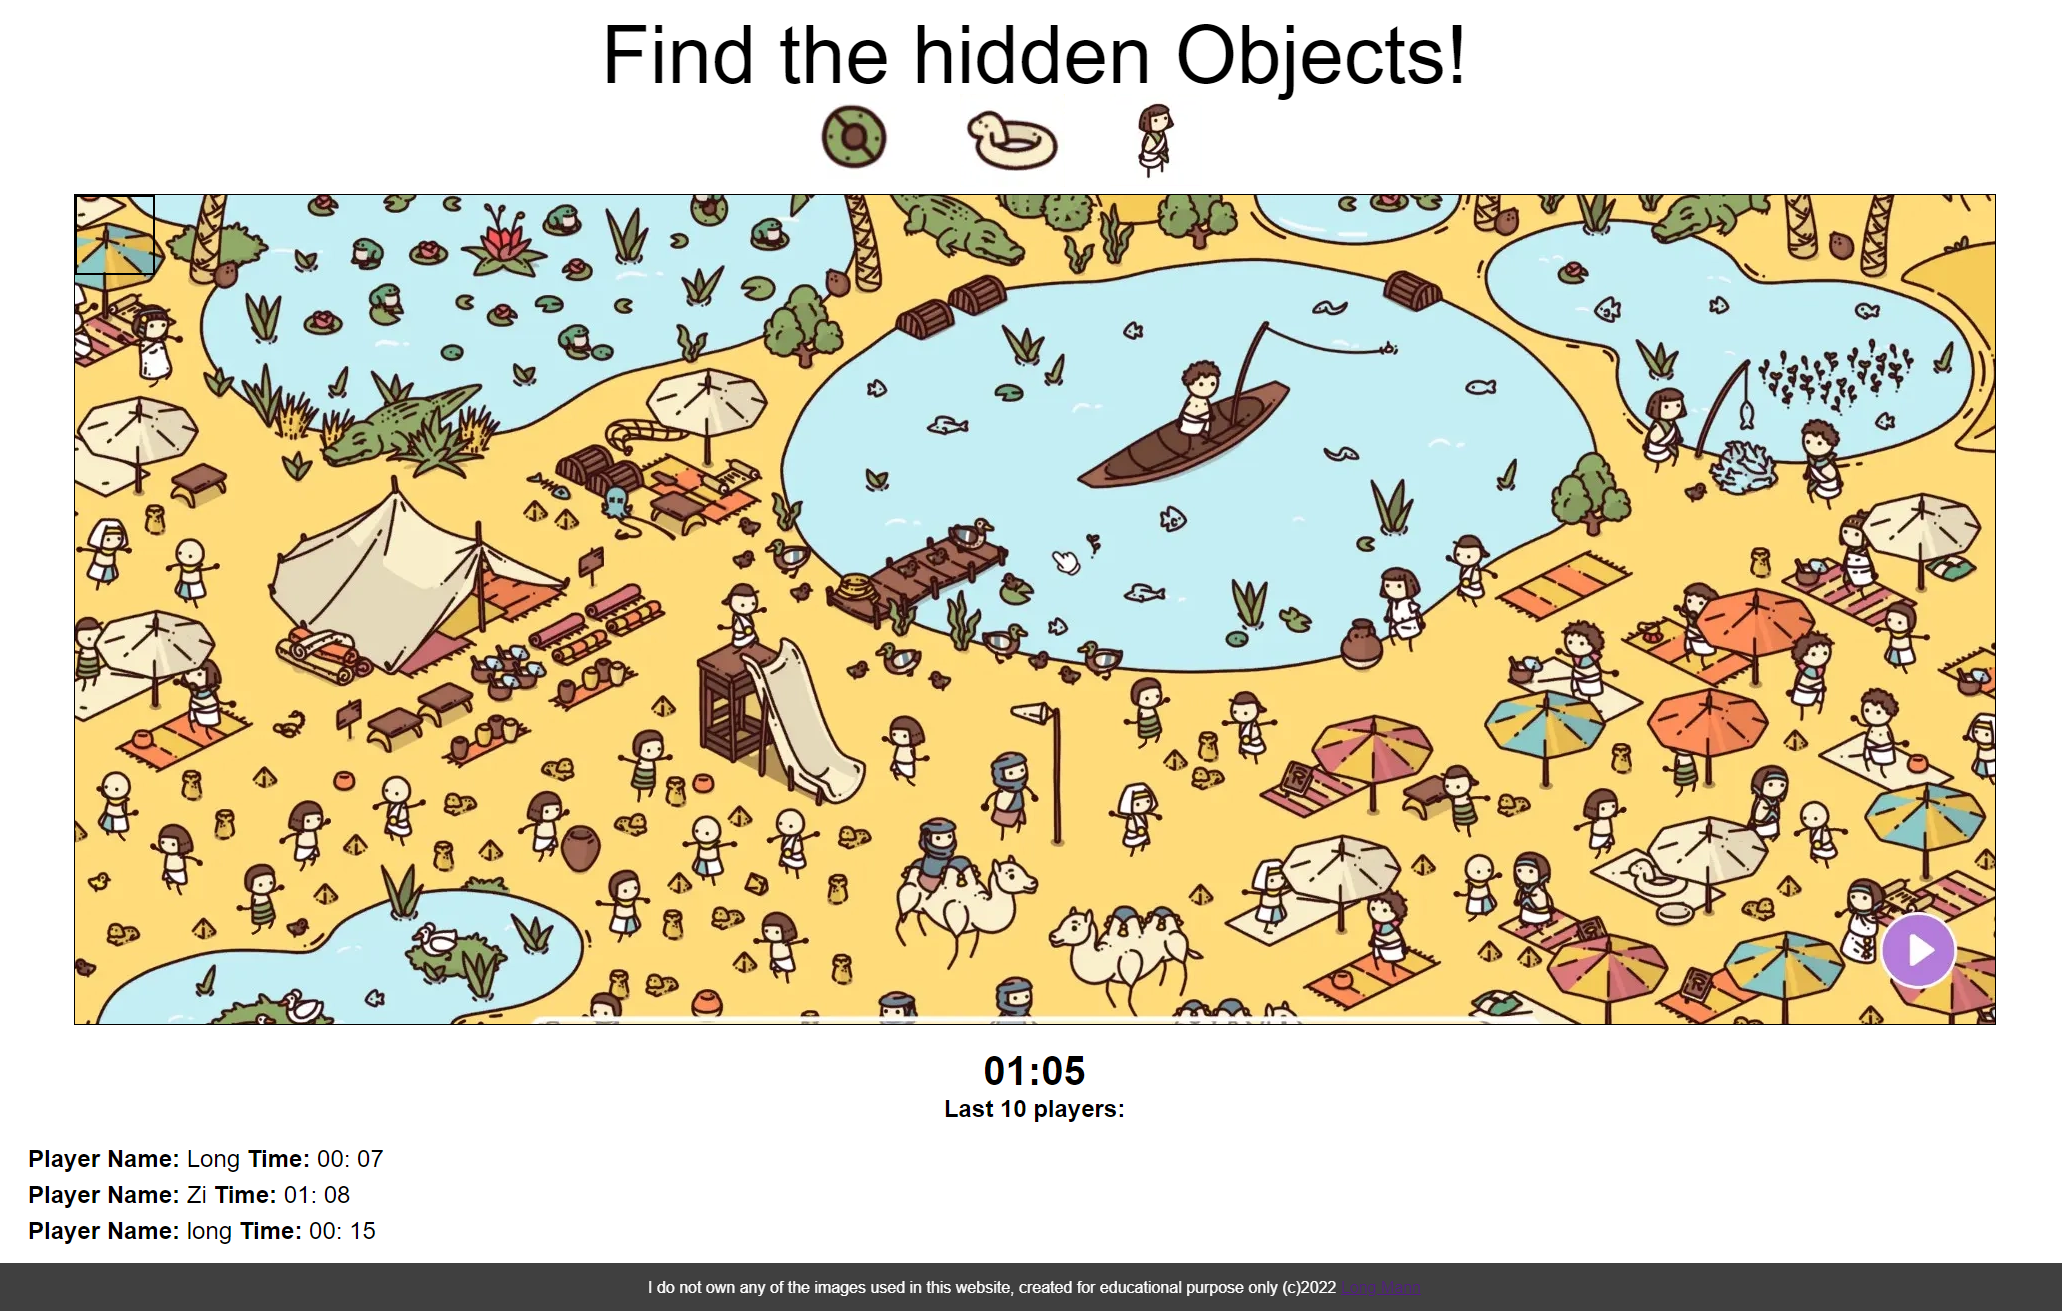 Find the hidden Objects!
01:05
Last 10 players:
Player Name: Long Time: 00: 07
Player Name: Zi Time: 01: 08
Player Name: long Time: 00: 15
I do not own any of the images used in this website, created for educational purpose only (c)2022